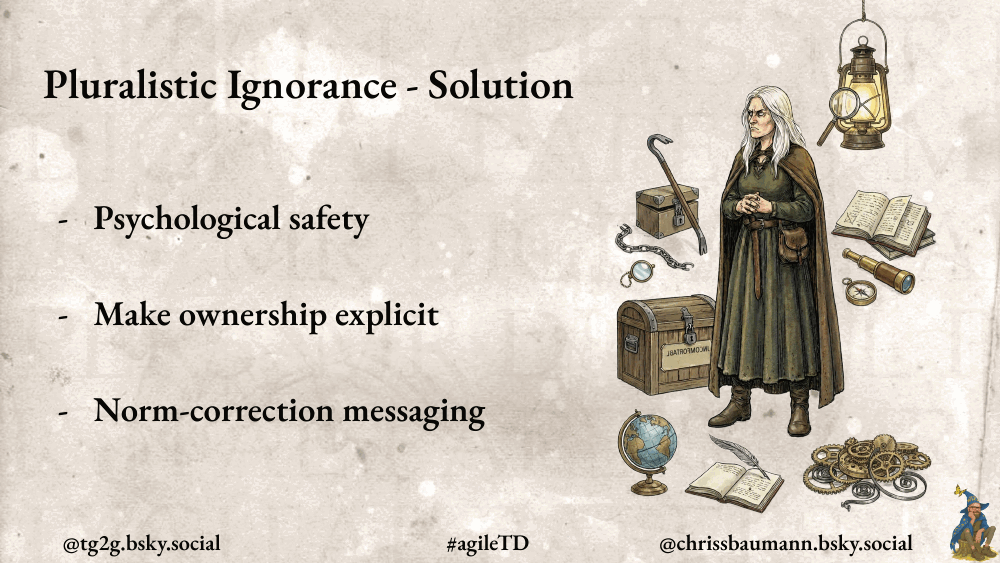 Pluralistic Ignorance - Solution
- Psychological safety
- Make ownership explicit
- Norm-correction messaging
@tg2g.bsky.social
#agileTD
@chrissbaumann.bsky.social